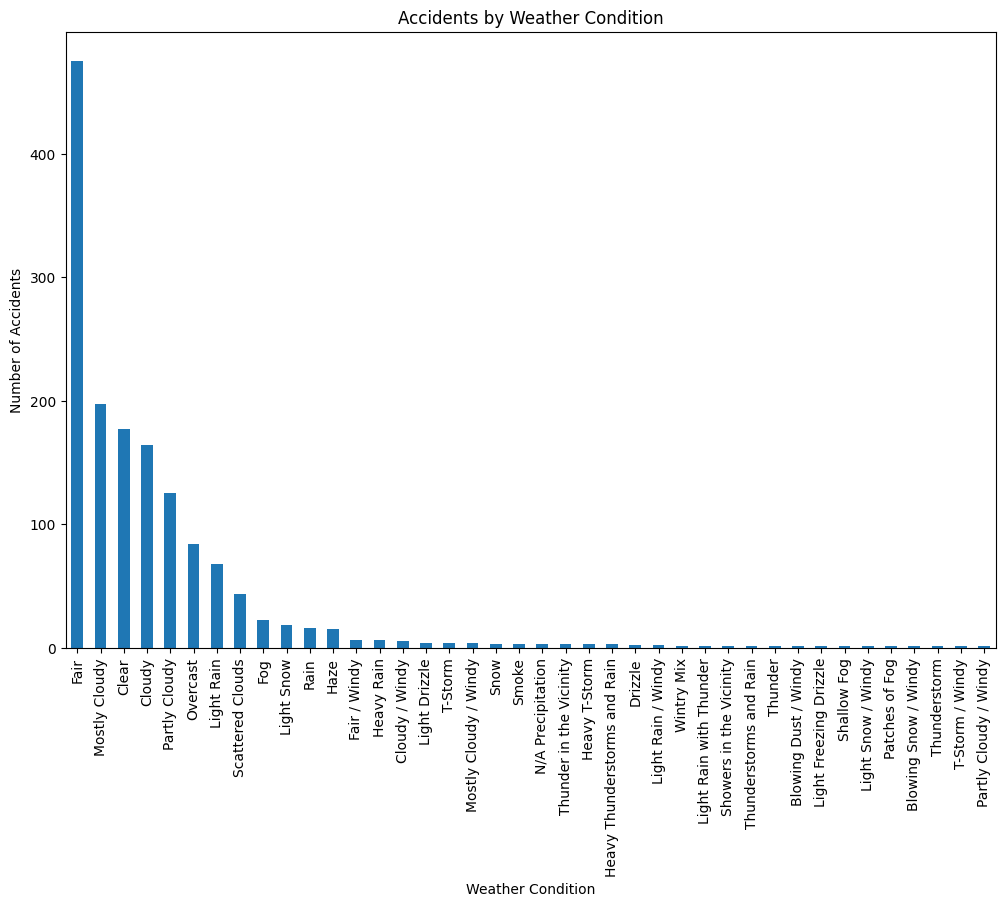 Accidents by Weather Condition
Number of Accidents
400
300
200
100
0
Fair
Mostly Cloudy
Clear
Cloudy
Partly Cloudy
Overcast
Light Rain
Scattered Clouds
Fog
Light Snow
Rain
Haze
Fair / Windy
Heavy Rain
Cloudy / Windy
Light Drizzle
T-Storm
Mostly Cloudy / Windy
Snow
Smoke
N/A Precipitation
Thunder in the Vicinity
Heavy T-Storm
Heavy Thunderstorms and Rain
Drizzle
Light Rain / Windy
Wintry Mix
Light Rain with Thunder
Showers in the Vicinity
Thunderstorms and Rain
Thunder
Blowing Dust / Windy
Light Freezing Drizzle
Shallow Fog
Light Snow / Windy
Patches of Fog
Blowing Snow / Windy
Thunderstorm
T-Storm / Windy
Partly Cloudy / Windy
Weather Condition